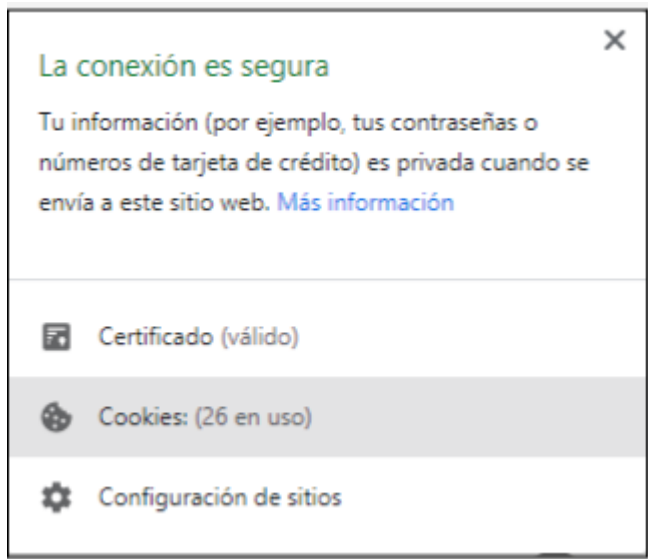 La conexión es segura
Tu información (por ejemplo, tus contraseñas o
números de tarjeta de crédito) es privada cuando se
envía a este sitio web. Más información
Certificado (válido)
Cookies: (26 en uso)
Configuración de sitios